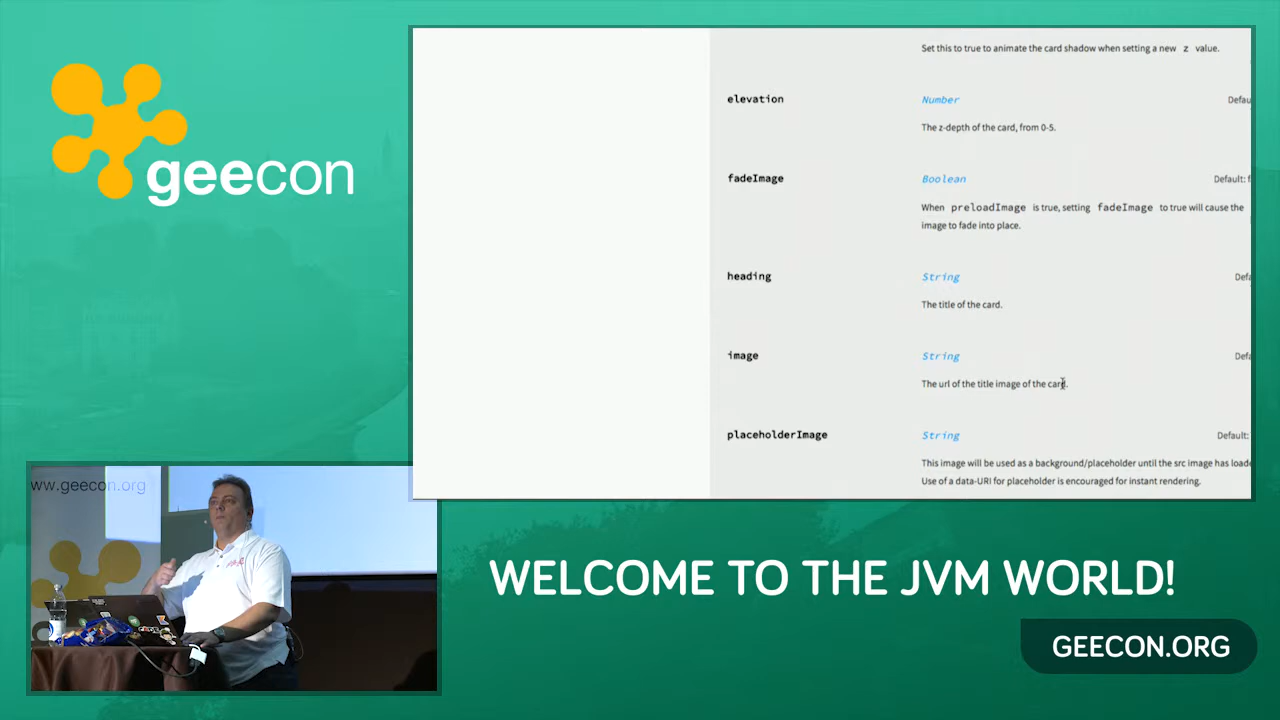 geecon
Set this to true to animate the card shadow when setting a new z value.
elevation
Number
The z-depth of the card, from 0-5.
fadeImage
Boolean
When preloadImage is true, setting fadeImage to true will cause the
image to fade into place.
heading
String
The title of the card.
image
String
The url of the title image of the card.
placeholderImage
String
Default:
This image will be used as a background/placeholder until the src image has
Use of a data-URI for placeholder is encouraged for instant rendering.
ww.geecon.org
WELCOME TO THE JVM WORLD!
GEECON.ORG